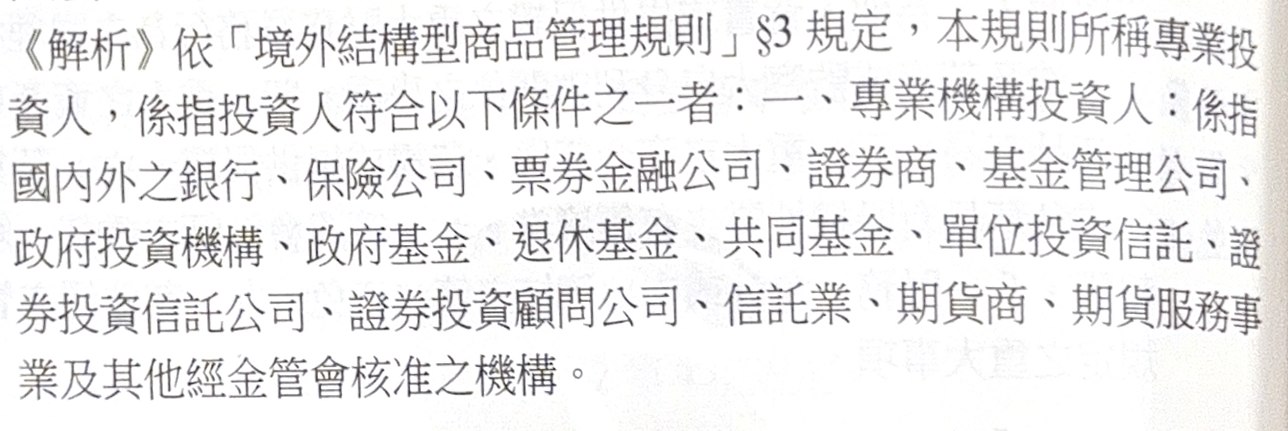 《解析》依「境外結構型商品管理規則」§3 規定，本規則所稱專業投
資人，係指投資人符合以下條件之一者：一、專業機構投資人：係指
國內外之銀行、保險公司、票券金融公司、證券商、基金管理公司、
政府投資機構、政府基金、退休基金、共同基金、單位投資信託、證
券投資信託公司、證券投資顧問公司、信託業、期貨商、期貨服務事
業及其他經金管會核准之機構。